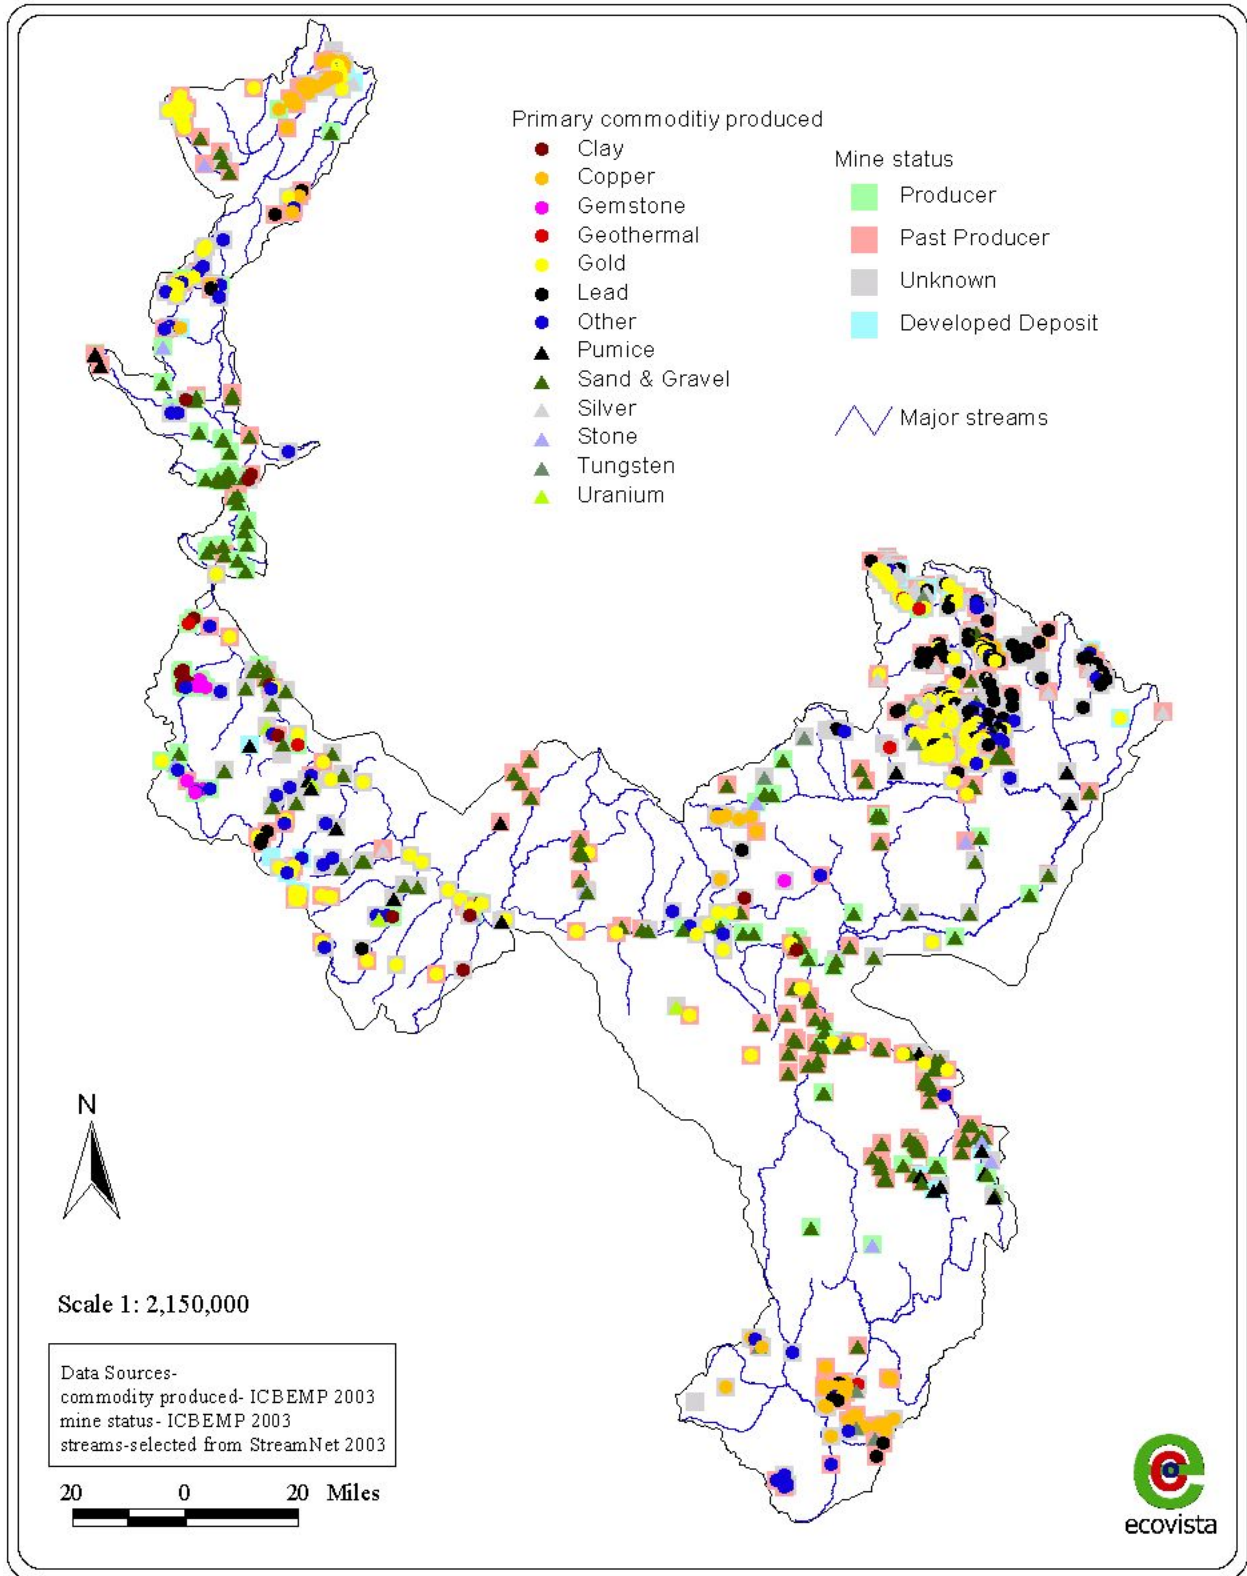 Primary commoditiy produced
Clay
Copper
Gemstone
Geothermal
Gold
Lead
Other
Pumice
Sand & Gravel
Silver
Stone
Tungsten
Uranium
Mine status
Producer
Past Producer
Unknown
Developed Deposit
Major streams
N
Scale 1: 2,150,000
Data Sources-
commodity produced- ICBEMP 2003
mine status- ICBEMP 2003
streams-selected from StreamNet 2003
20 0 20 Miles
ecovista